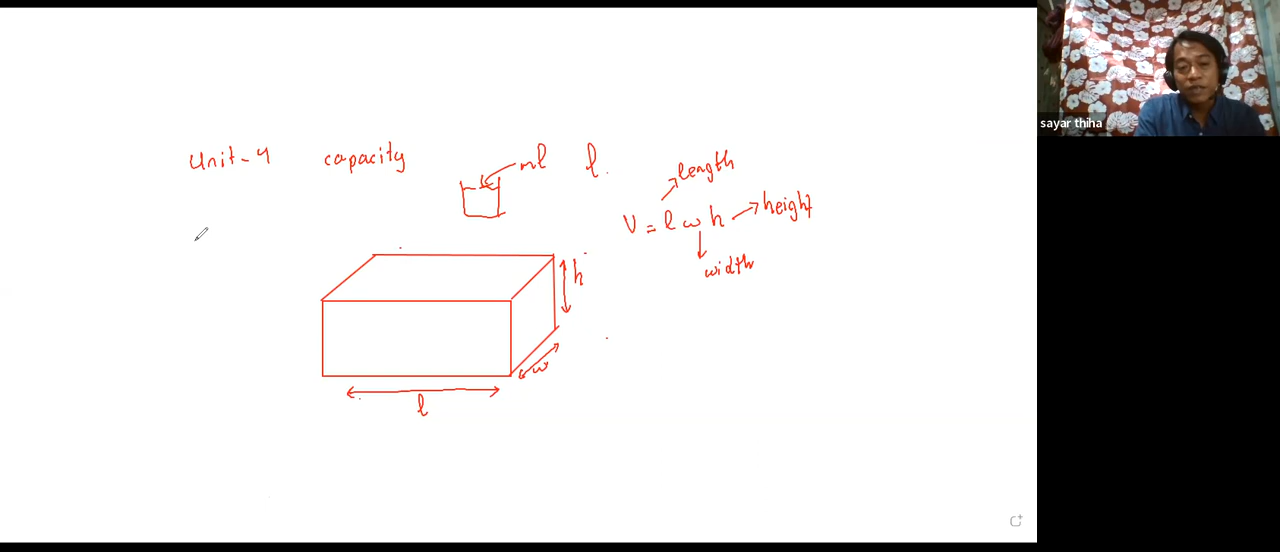 Unit-4 capacity ml l.
length
V = l w h height
width
h
w
l
sayar thiha